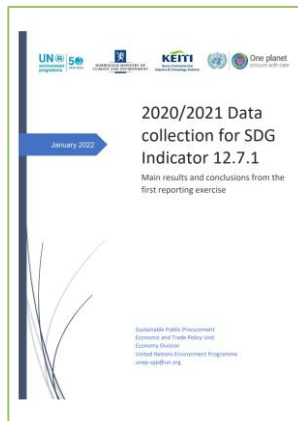 UN
environment
programme
50
NORWEGIAN MINISTRY OF
CLIMATE AND ENVIRONMENT
KEITI
Korea Environmental
Industry & Technology Institute
One planet
procure with care
January 2022
2020/2021 Data
collection for SDG
Indicator 12.7.1
Main results and conclusions from the
first reporting exercise
Sustainable Public Procurement
Economic and Trade Policy Unit
Economy Division
United Nations Environment Programme
unep-spp@un.org